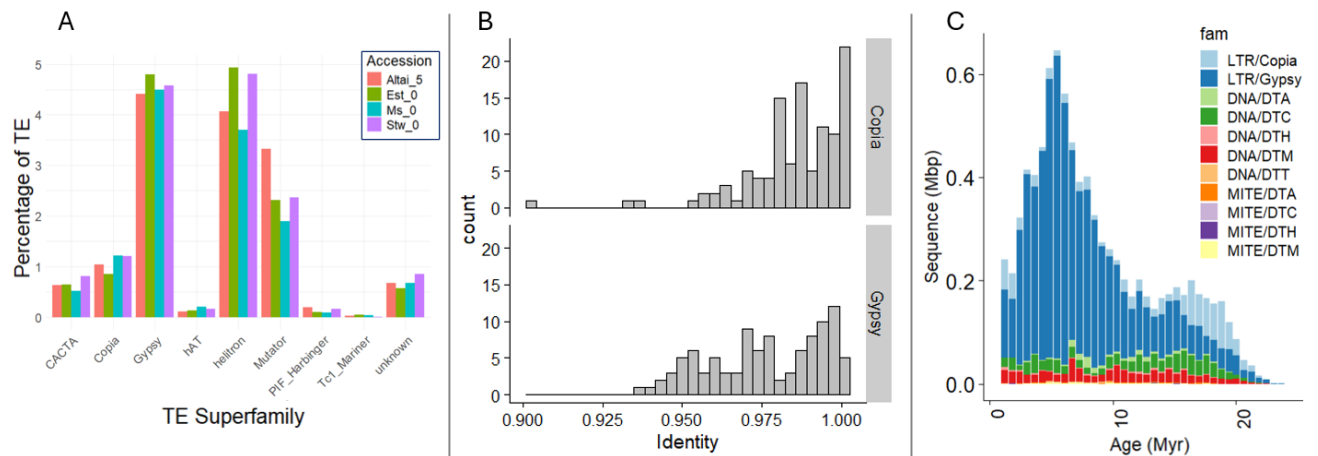 A
Percentage of TE
5
4
3
2
1
0
Accession
Altai_5
Est_0
Ms_0
Stw_0
CACTA
Copia
Gypsy
hAT
helitron
Mutator
PIF_Harbinger
Tc1_Mariner
unknown
TE Superfamily
B
count
20
15
10
5
0
Copia
20
15
10
5
0
Gypsy
0.900
0.925
0.950
0.975
1.000
Identity
C
Sequence (Mbp)
0.6
0.4
0.2
0.0
fam
LTR/Copia
LTR/Gypsy
DNA/DTA
DNA/DTC
DNA/DTH
DNA/DTM
DNA/DTT
MITE/DTA
MITE/DTC
MITE/DTH
MITE/DTM
0
10
20
Age (Myr)